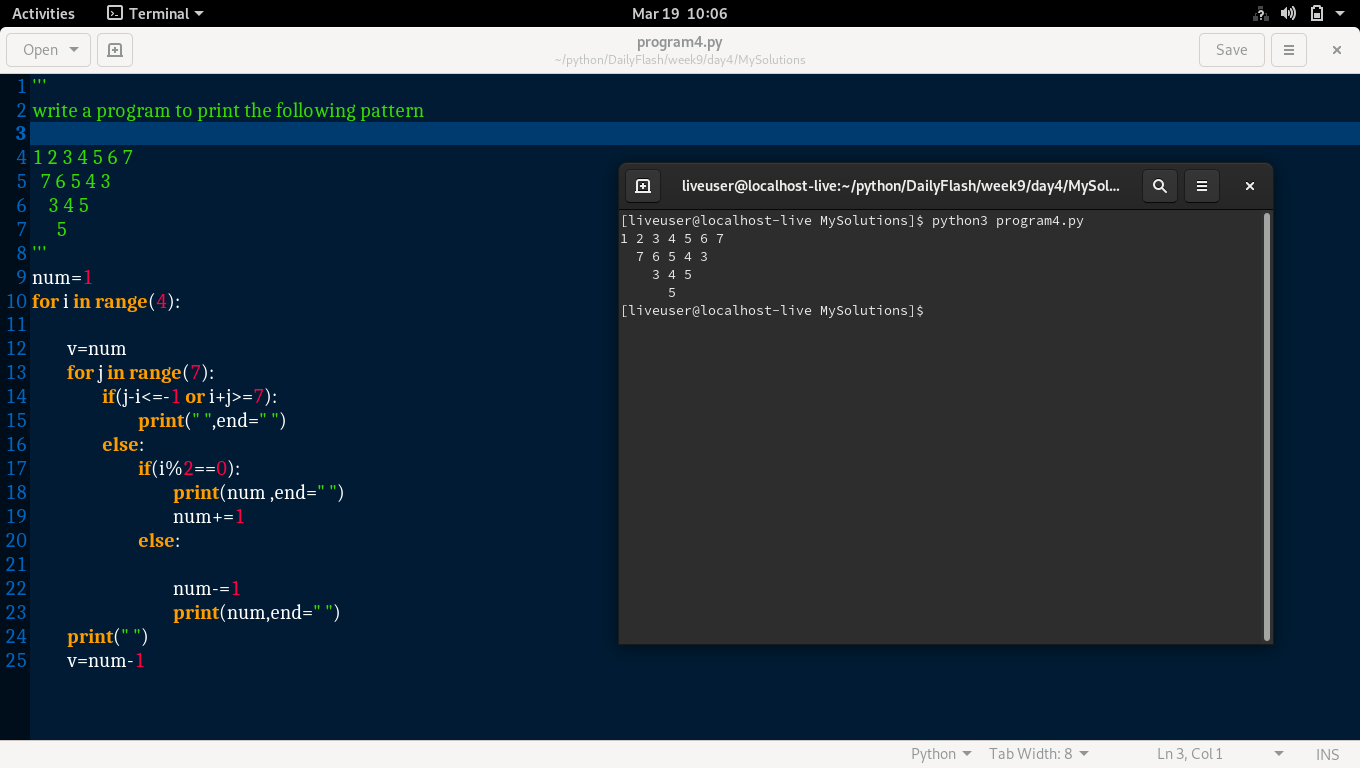 Activities Terminal Mar 19 10:06
Open program4.py Save
~/python/DailyFlash/week9/day4/MySolutions
1 '''
2 write a program to print the following pattern
3
4 1 2 3 4 5 6 7
5 7 6 5 4 3
6 3 4 5
7 5
8 '''
9 num=1
10 for i in range(4):
11
12 v=num
13 for j in range(7):
14 if(j-i<=-1 or i+j>=7):
15 print(" ",end=" ")
16 else:
17 if(i%2==0):
18 print(num ,end=" ")
19 num+=1
20 else:
21
22 num-=1
23 print(num,end=" ")
24 print(" ")
25 v=num-1
liveuser@localhost-live:~/python/DailyFlash/week9/day4/MySol...
[liveuser@localhost-live MySolutions]$ python3 program4.py
1 2 3 4 5 6 7
7 6 5 4 3
3 4 5
5
[liveuser@localhost-live MySolutions]$
Python Tab Width: 8 Ln 3, Col 1 INS